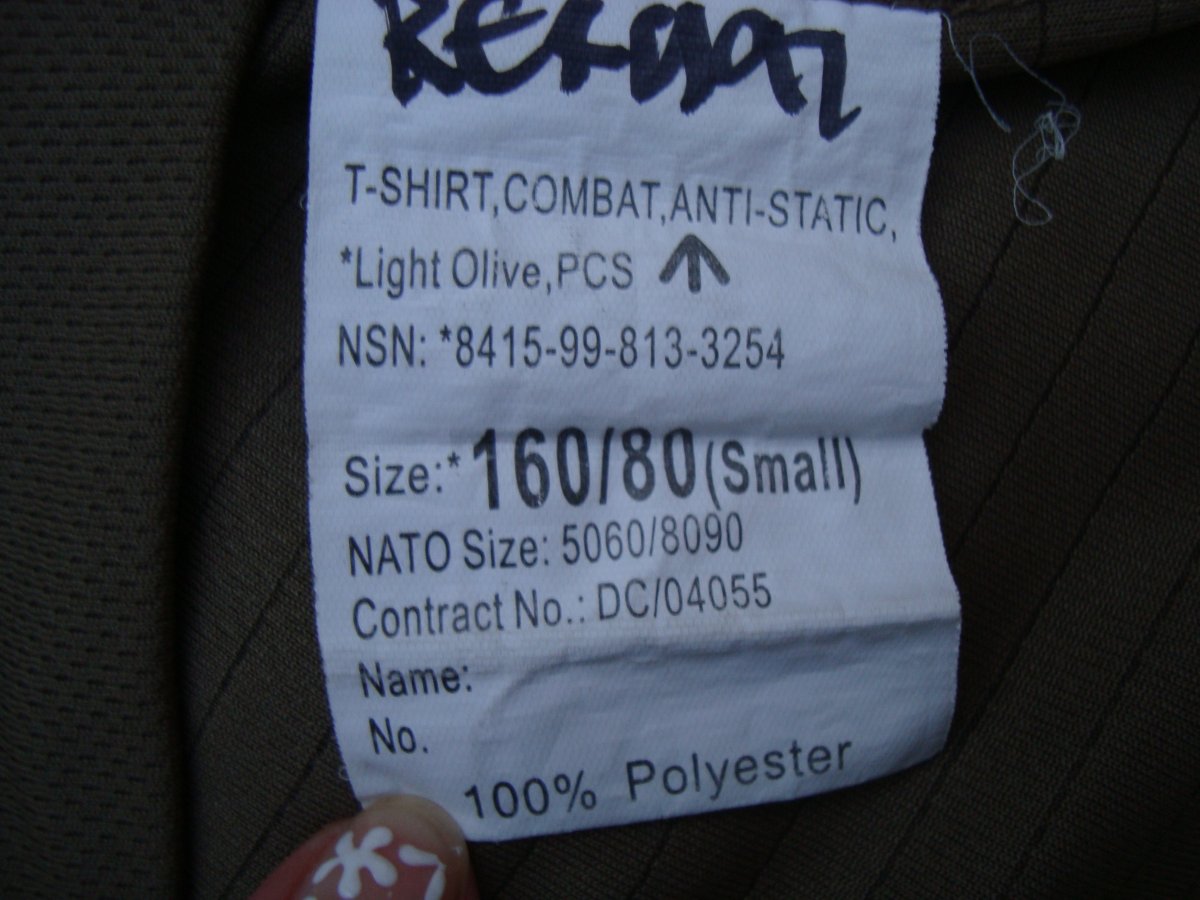 T-SHIRT,COMBAT,ANTI-STATIC,
*Light Olive,PCS
NSN: *8415-99-813-3254
Size:* 160/80(Small)
NATO Size: 5060/8090
Contract No.: DC/04055
Name:
No.
100% Polyester